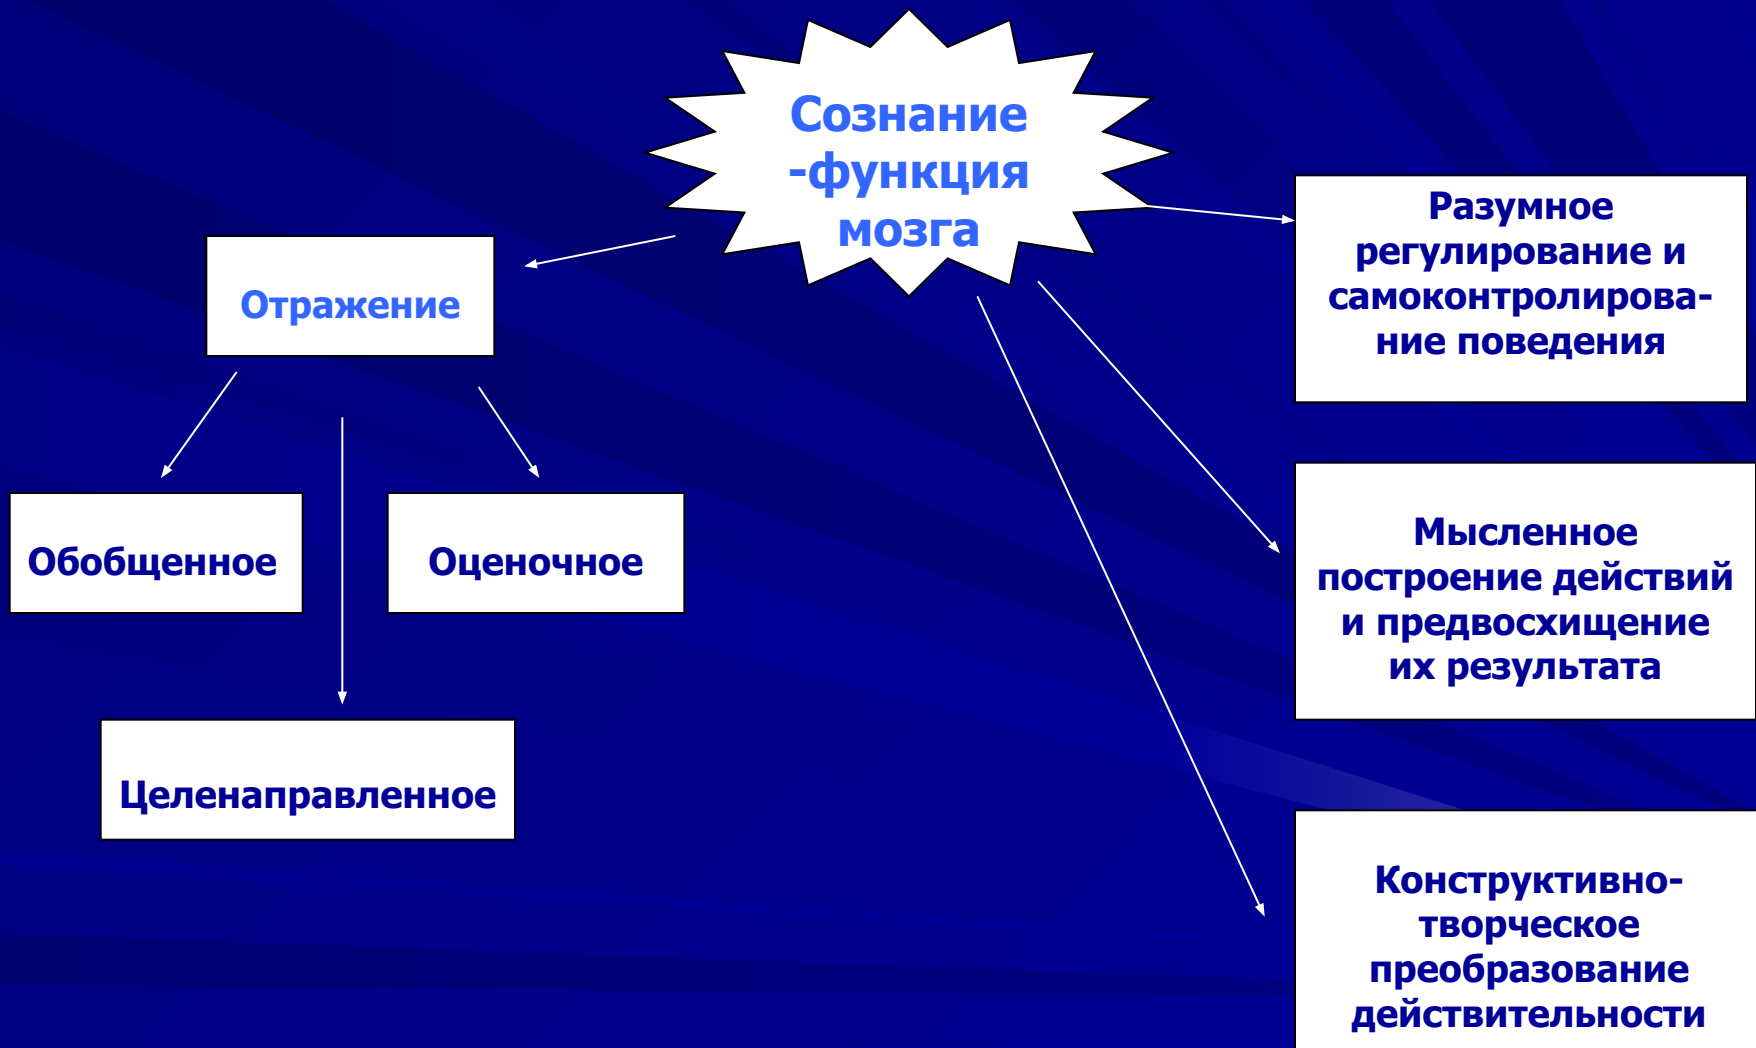 Сознание
-функция
мозга
Отражение
Обобщенное
Оценочное
Целенаправленное
Разумное
регулирование и
самоконтролирова-
ние поведения
Мысленное
построение действий
и предвосхищение
их результата
Конструктивно-
творческое
преобразование
действительности